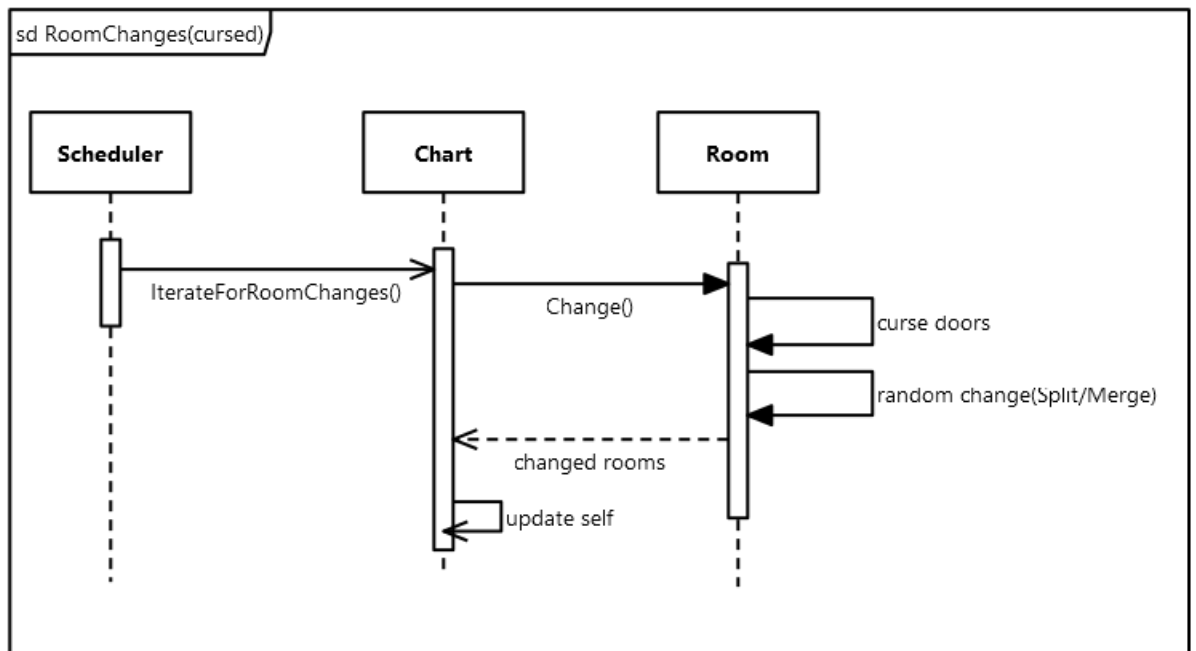 sd RoomChanges(cursed)
Scheduler
Chart
Room
IterateForRoomChanges()
Change()
curse doors
random change(Split/Merge)
changed rooms
update self